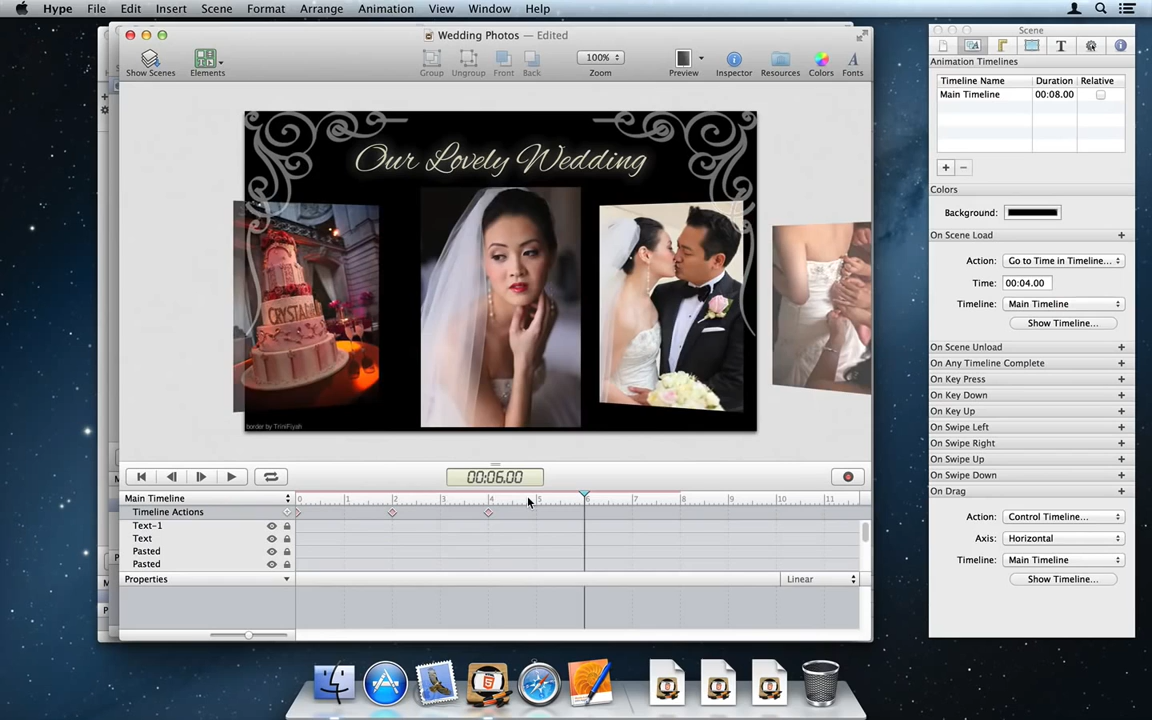 Hype File Edit Insert Scene Format Arrange Animation View Window Help
Wedding Photos — Edited
Show Scenes Elements Group Ungroup Front Back 100% Zoom Preview Inspector Resources Colors Fonts
Our Lovely Wedding
CRYSTA
border by TriniFiyah
00:06.00
Main Timeline 0 1 2 3 4 5 6 7 8 9 10 11
Timeline Actions
Text-1
Text
Pasted
Pasted
Properties Linear
Scene
Animation Timelines
Timeline Name Duration Relative
Main Timeline 00:08.00
Colors
Background:
On Scene Load
Action: Go to Time in Timeline...
Time: 00:04.00
Timeline: Main Timeline
Show Timeline...
On Scene Unload
On Any Timeline Complete
On Key Press
On Key Down
On Key Up
On Swipe Left
On Swipe Right
On Swipe Up
On Swipe Down
On Drag
Action: Control Timeline...
Axis: Horizontal
Timeline: Main Timeline
Show Timeline...